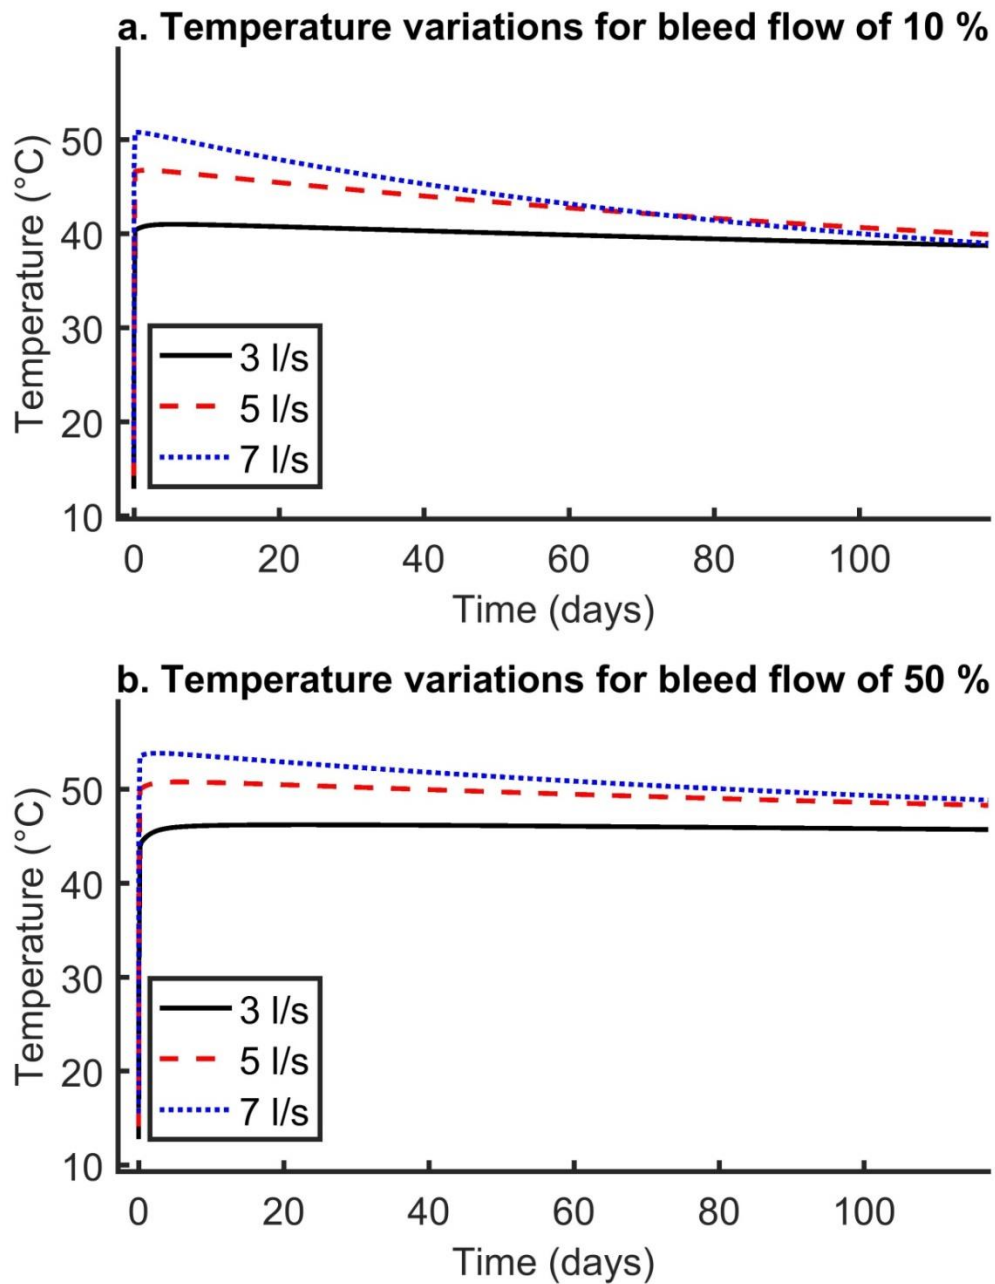 a. Temperature variations for bleed flow of 10 %
Temperature (°C)
50
40
30
20
10
3 l/s
5 l/s
7 l/s
0 20 40 60 80 100
Time (days)
b. Temperature variations for bleed flow of 50 %
Temperature (°C)
50
40
30
20
10
3 l/s
5 l/s
7 l/s
0 20 40 60 80 100
Time (days)